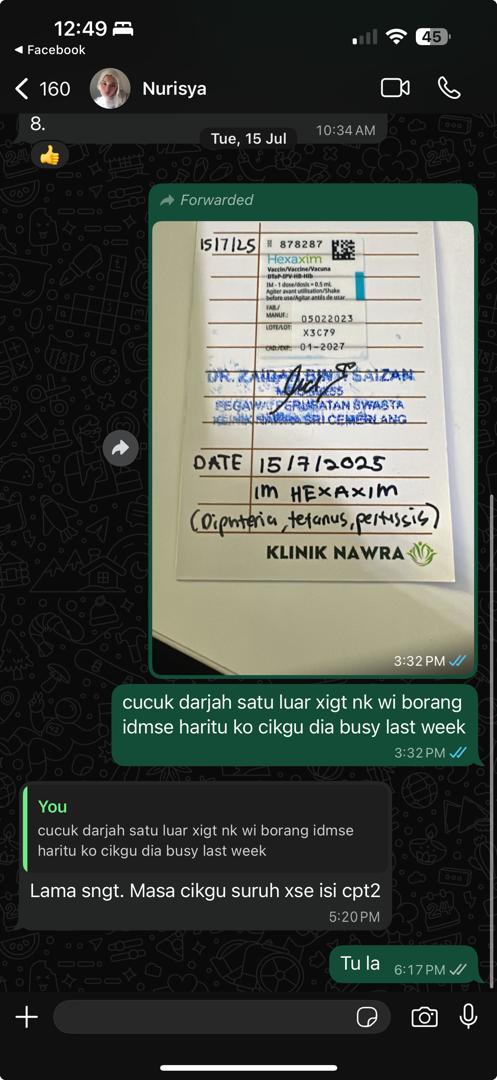 12:49
45
Facebook
160
Nurisya
8.
10:34 AM
Tue, 15 Jul
Forwarded
15/7/25
878287
Hexaxim
Vaccin/Vaccine/Vacuna
DTaP-IPV-HB-Hib
IM - 1 dose/dosis = 0.5 mL
Agiter avant utilisation/Shake
before use/Agitar antes de usar
FAB./
MANUF.: 05022023
LOTE/LOT: X3C79
CAD./EXP.: 01-2027
DR.
SAIZAN
PEGAWAI PERUBATAN SWASTA
KLINIK NAWRA SRI CEMERLANG
DATE 15/7/2025
IM HEXAXIM
(Dipnteria, tetanus, pertussis)
KLINIK NAWRA
3:32 PM
cucuk darjah satu luar xigt nk wi borang
idmse haritu ko cikgu dia busy last week
3:32 PM
You
cucuk darjah satu luar xigt nk wi borang idmse
haritu ko cikgu dia busy last week
Lama sngt. Masa cikgu suruh xse isi cpt2
5:20 PM
Tu la
6:17 PM